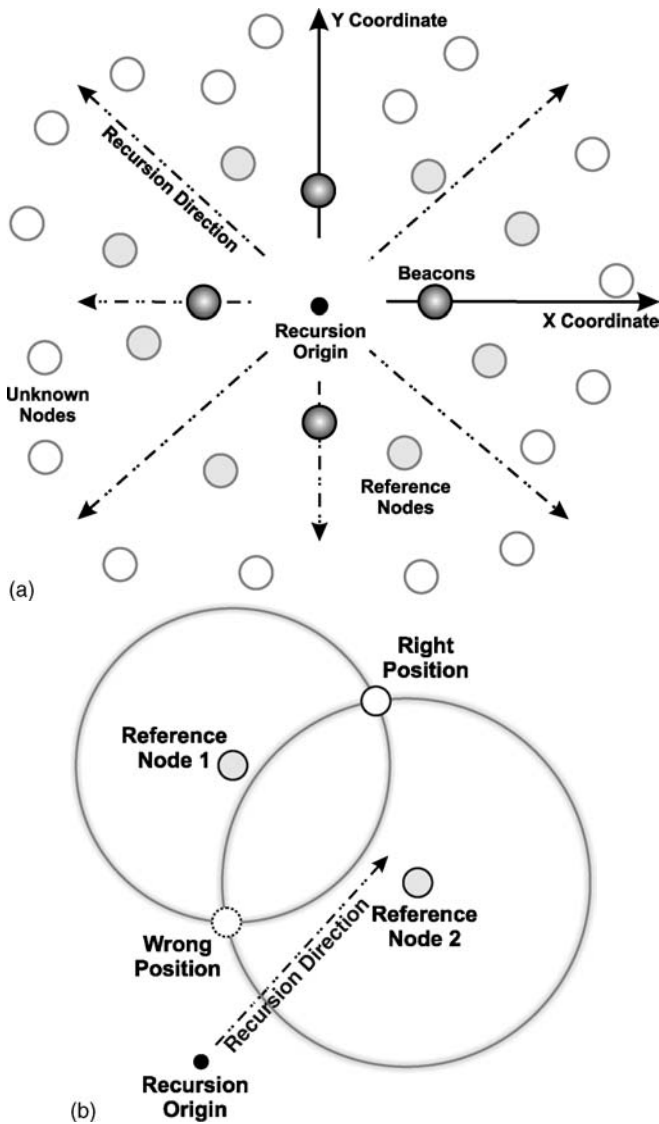 Y Coordinate
Recursion Direction
Beacons
X Coordinate
Recursion
Origin
Unknown
Nodes
Reference
Nodes
(a)
Right
Position
Reference
Node 1
Reference
Node 2
Wrong
Position
Recursion Direction
Recursion
Origin
(b)